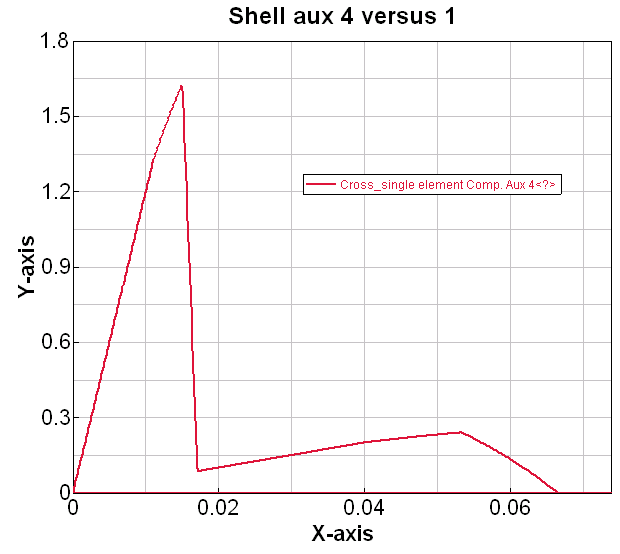 Shell aux 4 versus 1
1.8
1.5
1.2
0.9
0.6
0.3
0
Y-axis
Cross_single element Comp. Aux 4<?>
0 0.02 0.04 0.06
X-axis